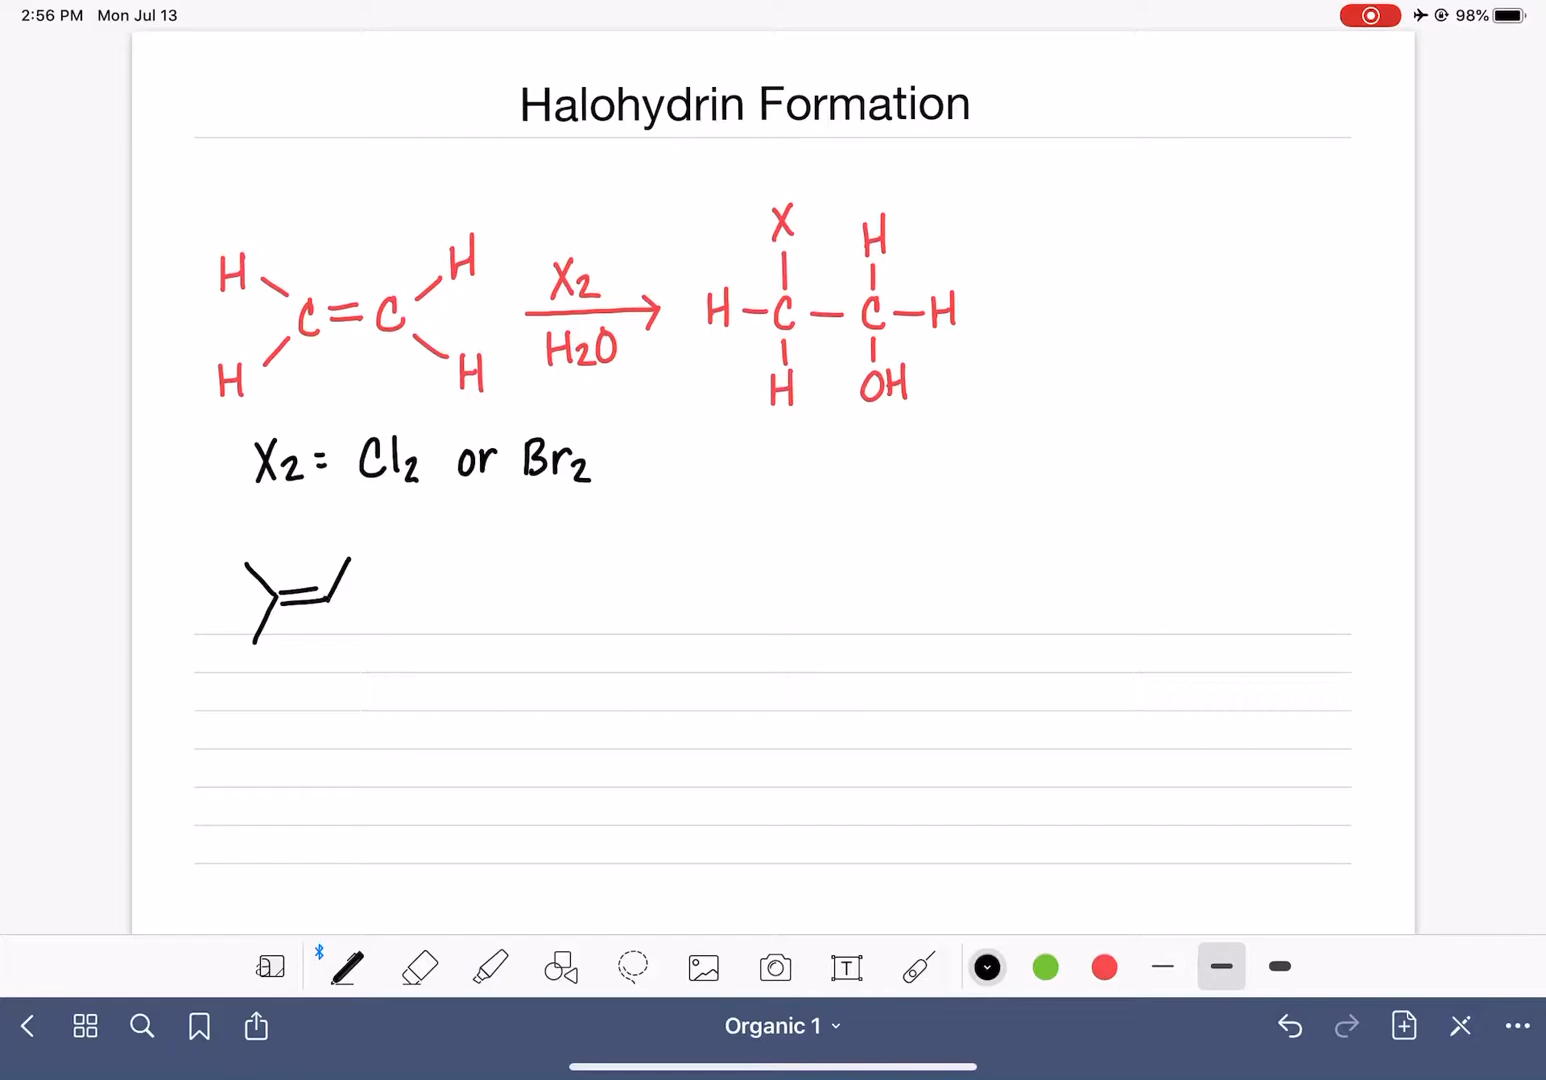 2:56 PM Mon Jul 13 98%
Halohydrin Formation
X H
H H X2 H-C-C-H
C=C H2O H OH
H H
X2 = Cl2 or Br2
T
Organic 1